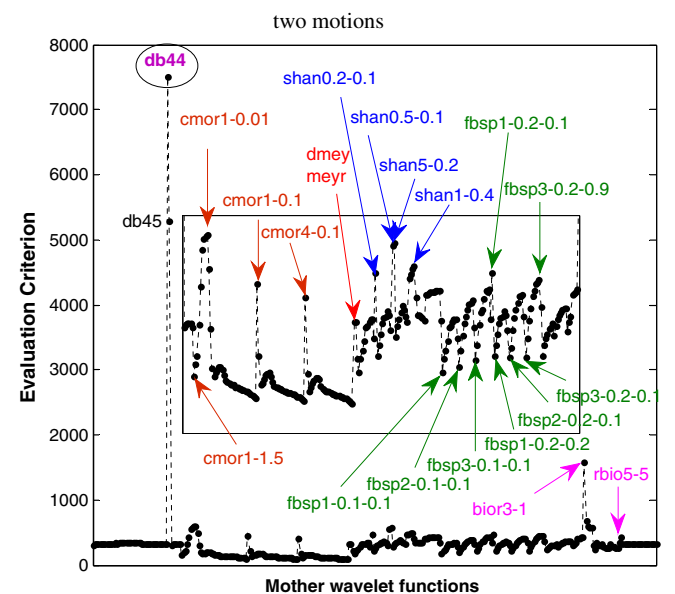 two motions
8000
7000
6000
5000
4000
3000
2000
1000
0
Evaluation Criterion
Mother wavelet functions
db44
db45
cmor1-0.01
cmor1-0.1
cmor4-0.1
cmor1-1.5
dmey
meyr
shan0.2-0.1
shan0.5-0.1
shan5-0.2
shan1-0.4
fbsp1-0.2-0.1
fbsp3-0.2-0.9
fbsp3-0.2-0.1
fbsp2-0.2-0.1
fbsp1-0.2-0.2
fbsp3-0.1-0.1
fbsp2-0.1-0.1
fbsp1-0.1-0.1
bior3-1
rbio5-5